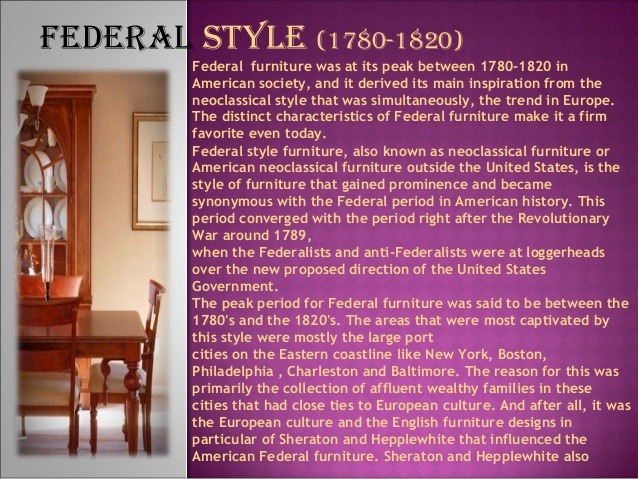 FEDERAL STYLE (1780-1820)
Federal furniture was at its peak between 1780-1820 in
American society, and it derived its main inspiration from the
neoclassical style that was simultaneously, the trend in Europe.
The distinct characteristics of Federal furniture make it a firm
favorite even today.
Federal style furniture, also known as neoclassical furniture or
American neoclassical furniture outside the United States, is the
style of furniture that gained prominence and became
synonymous with the Federal period in American history. This
period converged with the period right after the Revolutionary
War around 1789,
when the Federalists and anti-Federalists were at loggerheads
over the new proposed direction of the United States
Government.
The peak period for Federal furniture was said to be between the
1780's and the 1820's. The areas that were most captivated by
this style were mostly the large port
cities on the Eastern coastline like New York, Boston,
Philadelphia , Charleston and Baltimore. The reason for this was
primarily the collection of affluent wealthy families in these
cities that had close ties to European culture. And after all, it was
the European culture and the English furniture designs in
particular of Sheraton and Hepplewhite that influenced the
American Federal furniture. Sheraton and Hepplewhite also